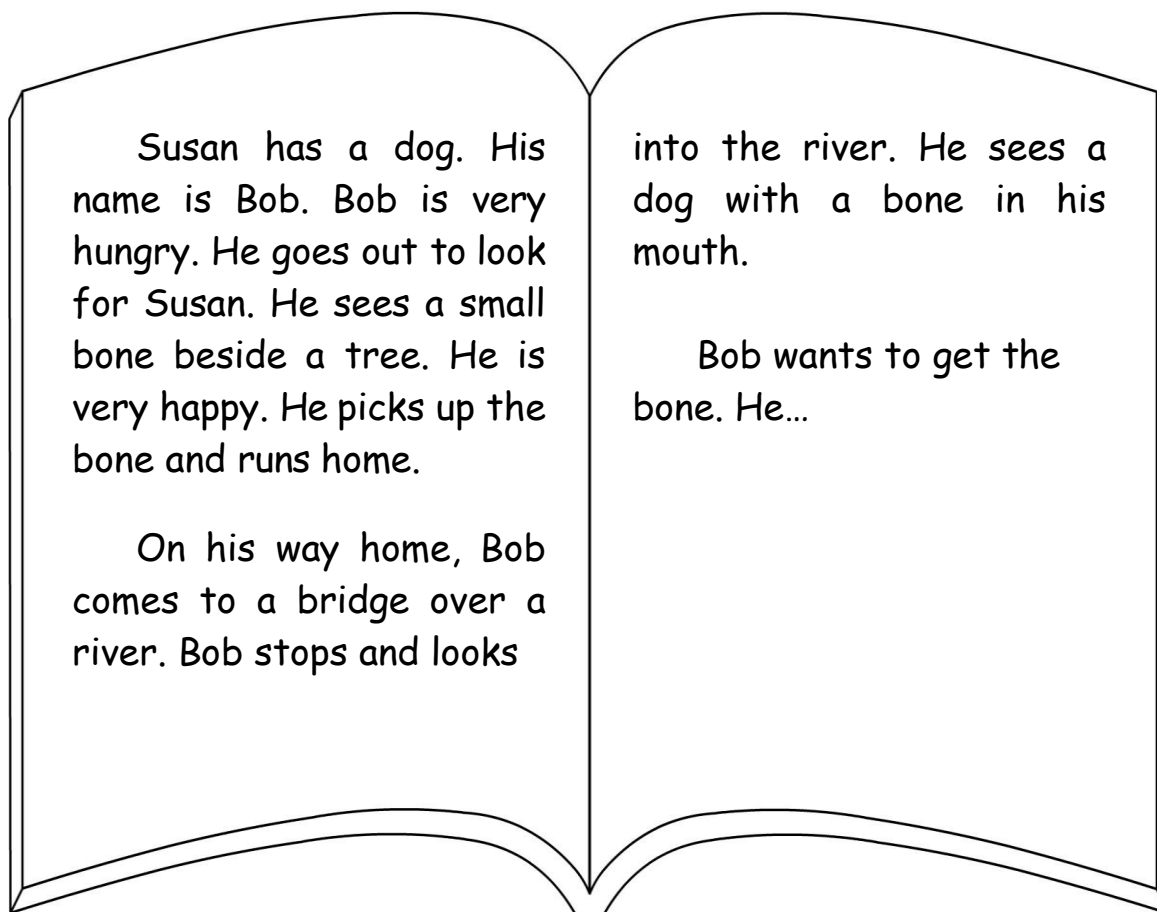 Susan has a dog. His
name is Bob. Bob is very
hungry. He goes out to look
for Susan. He sees a small
bone beside a tree. He is
very happy. He picks up the
bone and runs home.
On his way home, Bob
comes to a bridge over a
river. Bob stops and looks
into the river. He sees a
dog with a bone in his
mouth.
Bob wants to get the
bone. He…